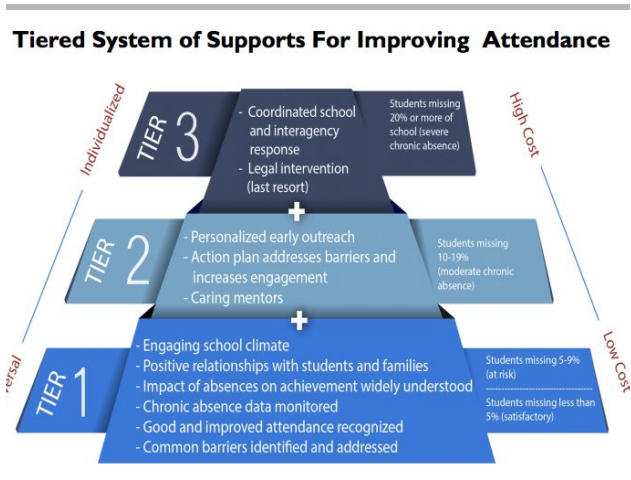 Tiered System of Supports For Improving Attendance
Individualized
High Cost
TIER 3
- Coordinated school
and interagency
response
- Legal intervention
(last resort)
Students missing
20% or more of
school (severe
chronic absence)
+
TIER 2
- Personalized early outreach
- Action plan addresses barriers and
increases engagement
- Caring mentors
Students missing
10-19%
(moderate chronic
absence)
+
versal
Low Cost
TIER 1
- Engaging school climate
- Positive relationships with students and families
- Impact of absences on achievement widely understood
- Chronic absence data monitored
- Good and improved attendance recognized
- Common barriers identified and addressed
Students missing 5-9%
(at risk)
Students missing less than
5% (satisfactory)